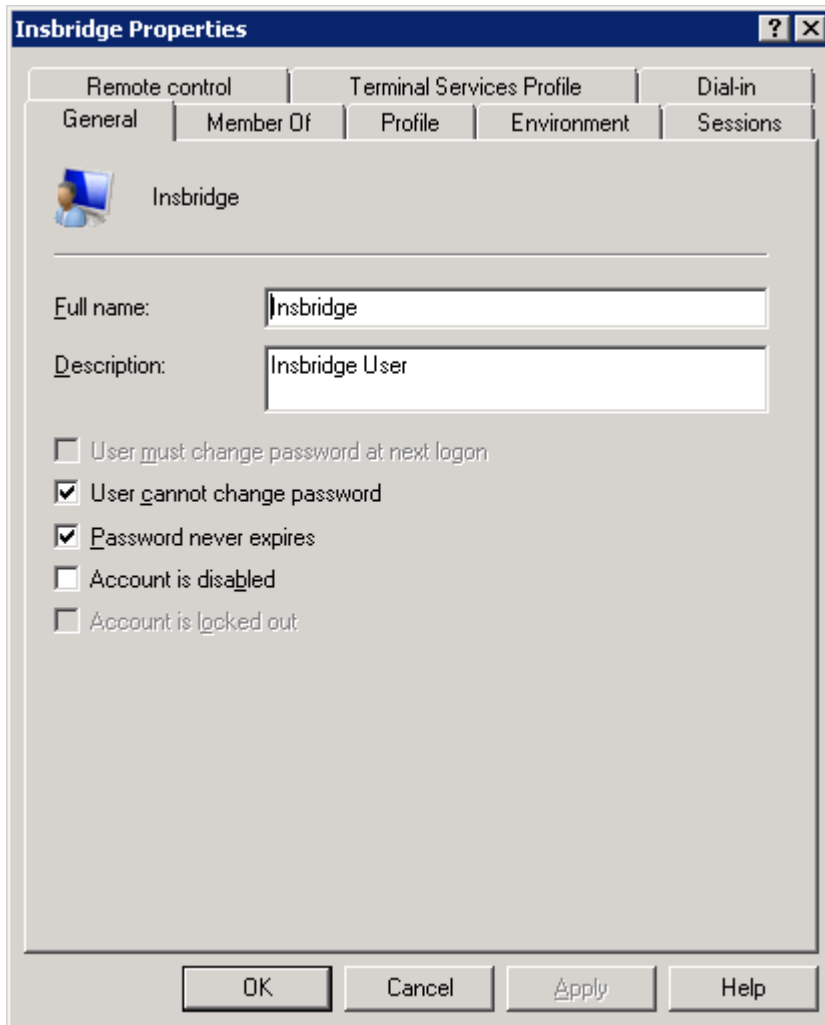 Insbridge Properties
Remote control Terminal Services Profile Dial-in
General Member Of Profile Environment Sessions
Insbridge
Full name: Insbridge
Description: Insbridge User
User must change password at next logon
User cannot change password
Password never expires
Account is disabled
Account is locked out
OK Cancel Apply Help